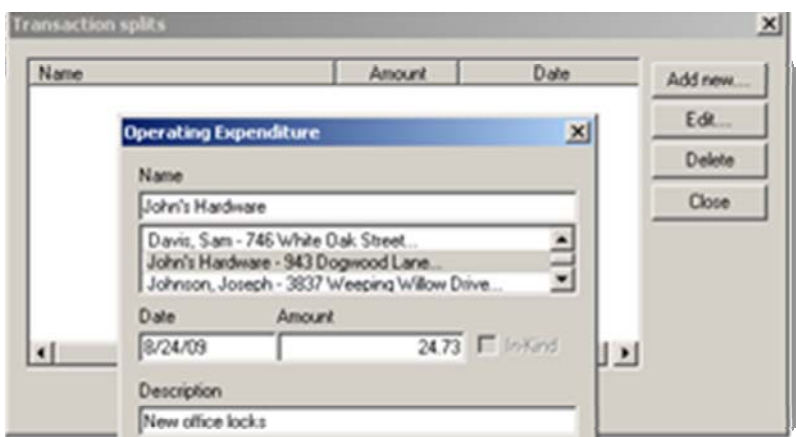 Transaction splits
Name Amount Date
Add new....
Edit....
Delete
Close
Operating Expenditure
Name
John's Hardware
Davis, Sam - 746 White Oak Street...
John's Hardware - 943 Dogwood Lane...
Johnson, Joseph - 3837 Weeping Willow Drive...
Date Amount
8/24/09 24.73 In-Kind
Description
New office locks